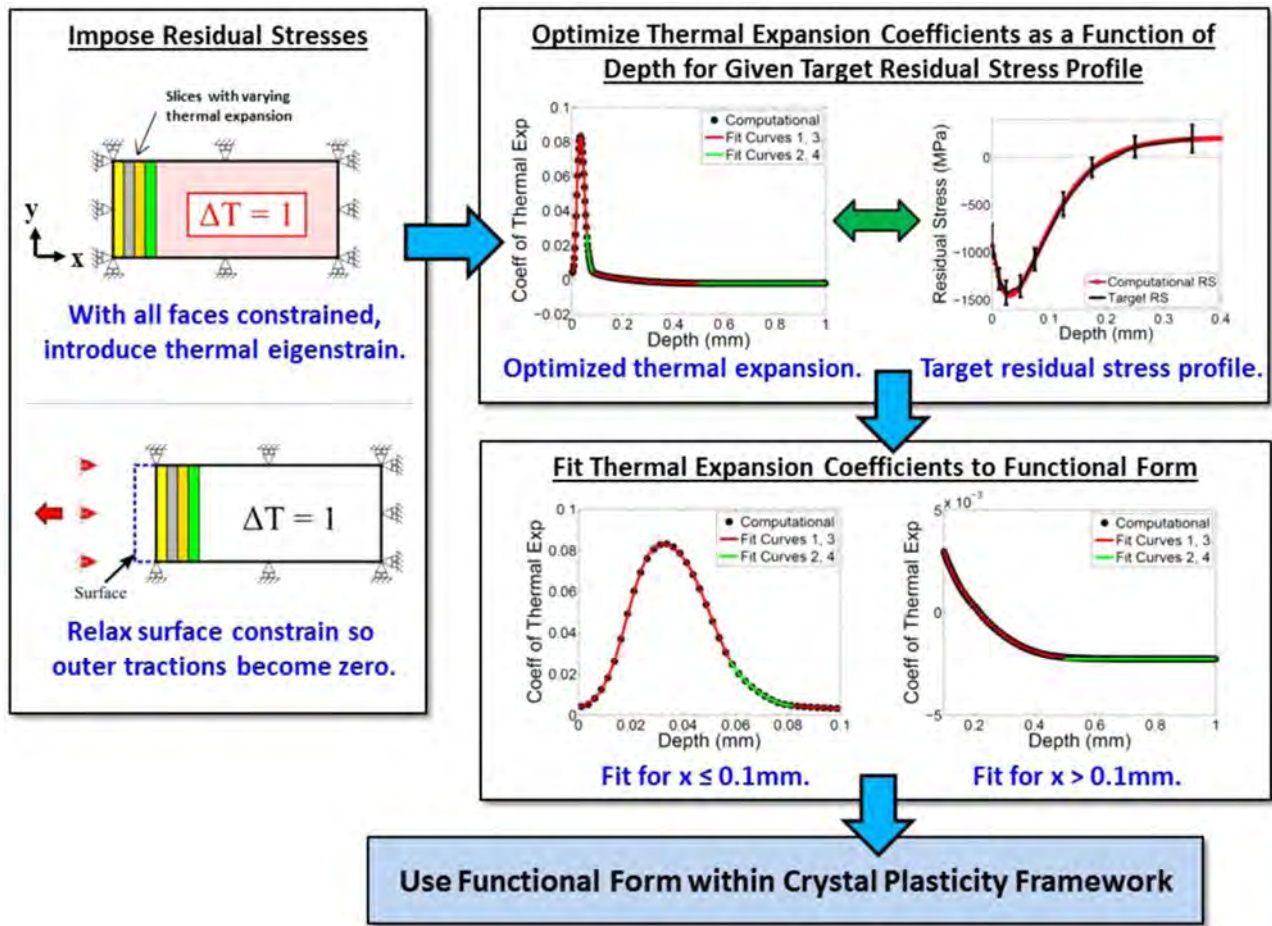 Impose Residual Stresses
Slices with varying
thermal expansion
ΔT = 1
y
x
With all faces constrained,
introduce thermal eigenstrain.
ΔT = 1
Surface
Relax surface constrain so
outer tractions become zero.
Optimize Thermal Expansion Coefficients as a Function of
Depth for Given Target Residual Stress Profile
Coeff of Thermal Exp
0.1
0.08
0.06
0.04
0.02
0
−0.02
Computational
Fit Curves 1, 3
Fit Curves 2, 4
0 0.2 0.4 0.6 0.8 1
Depth (mm)
Optimized thermal expansion.
Residual Stress (MPa)
0
−500
−1000
−1500
Computational RS
Target RS
0 0.1 0.2 0.3 0.4
Depth (mm)
Target residual stress profile.
Fit Thermal Expansion Coefficients to Functional Form
Coeff of Thermal Exp
0.1
0.08
0.06
0.04
0.02
0
Computational
Fit Curves 1, 3
Fit Curves 2, 4
0 0.02 0.04 0.06 0.08 0.1
Depth (mm)
Fit for x ≤ 0.1mm.
Coeff of Thermal Exp
x 10⁻³
5
0
−5
Computational
Fit Curves 1, 3
Fit Curves 2, 4
0.2 0.4 0.6 0.8 1
Depth (mm)
Fit for x > 0.1mm.
Use Functional Form within Crystal Plasticity Framework